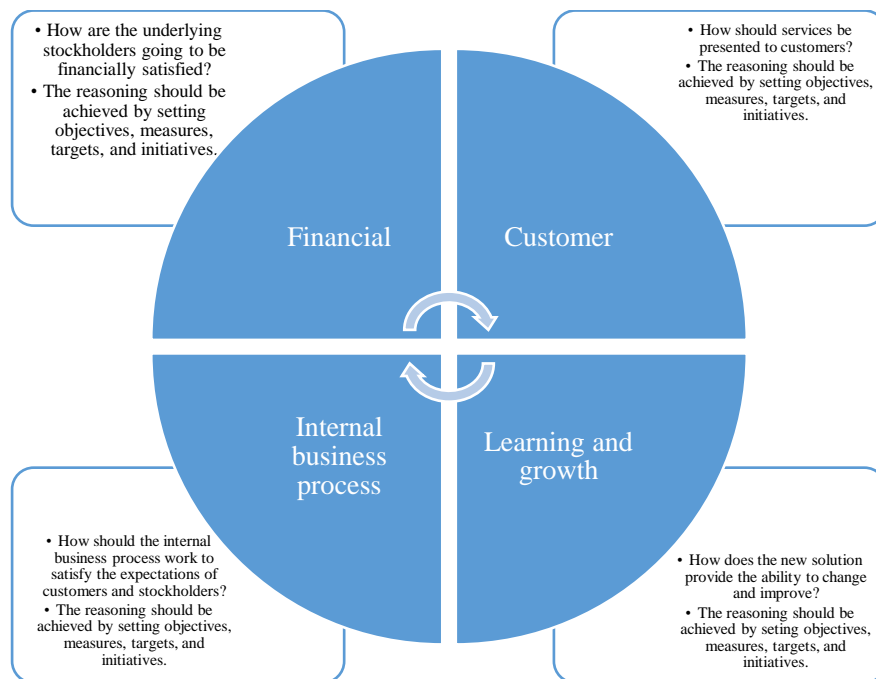 • How are the underlying
stockholders going to be
financially satisfied?
• The reasoning should be
achieved by setting
objectives, measures,
targets, and initiatives.
• How should services be
presented to customers?
• The reasoning should be
achieved by setting objectives,
measures, targets, and
initiatives.
Financial
Customer
Internal
business
process
Learning and
growth
• How should the internal
business process work to
satisfy the expectations of
customers and stockholders?
• The reasoning should be
achieved by setting objectives,
measures, targets, and
initiatives.
• How does the new solution
provide the ability to change
and improve?
• The reasoning should be
achieved by seting objectives,
measures, targets, and
initiatives.